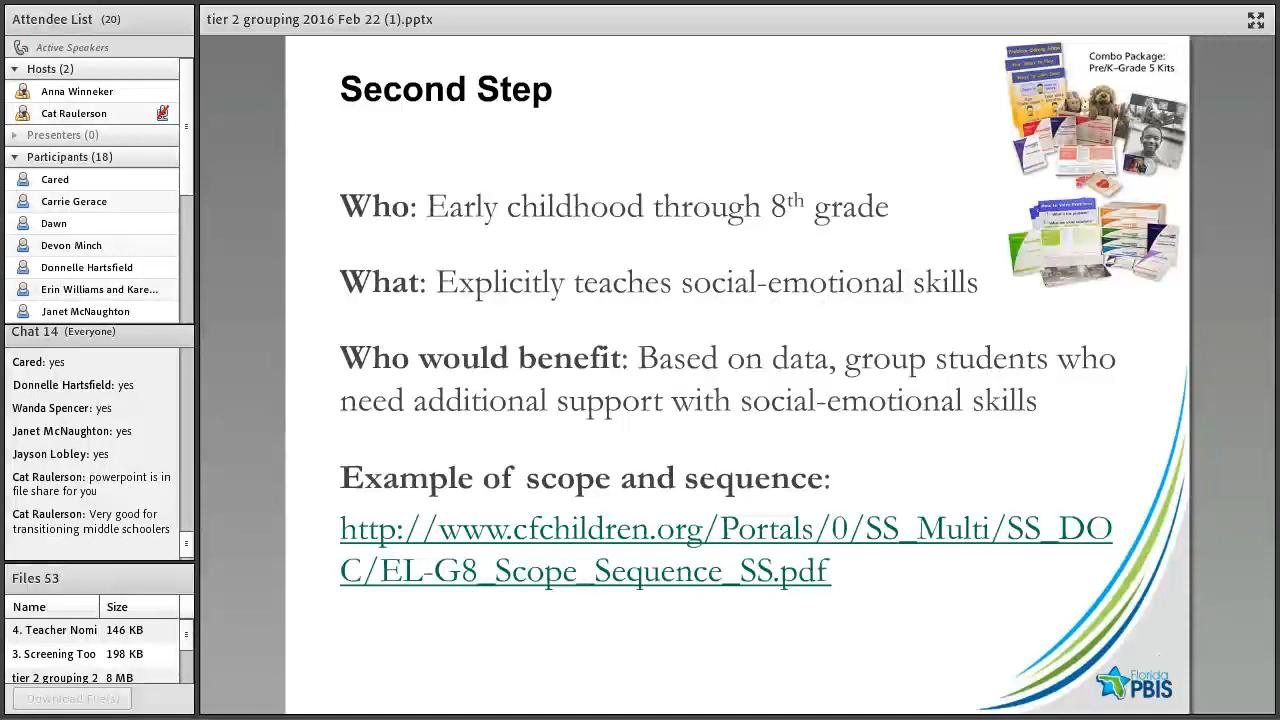 Attendee List (20)
Active Speakers
Hosts (2)
Anna Winneker
Cat Raulerson
Presenters (0)
Participants (18)
Cared
Carrie Gerace
Dawn
Devon Minch
Donnelle Hartsfield
Erin Williams and Kare...
Janet McNaughton
Chat 14 (Everyone)
Cared: yes
Donnelle Hartsfield: yes
Wanda Spencer: yes
Janet McNaughton: yes
Jayson Lobley: yes
Cat Raulerson: powerpoint is in
file share for you
Cat Raulerson: Very good for
transitioning middle schoolers
Files 53
Name Size
4. Teacher Nomi 146 KB
3. Screening Too 198 KB
tier 2 grouping 2 8 MB
Download File(s)
tier 2 grouping 2016 Feb 22 (1).pptx
Second Step
Combo Package:
Pre/K–Grade 5 Kits
Who: Early childhood through 8th grade
What: Explicitly teaches social-emotional skills
Who would benefit: Based on data, group students who
need additional support with social-emotional skills
Example of scope and sequence:
http://www.cfchildren.org/Portals/0/SS_Multi/SS_DO
C/EL-G8_Scope_Sequence_SS.pdf
Florida
PBIS